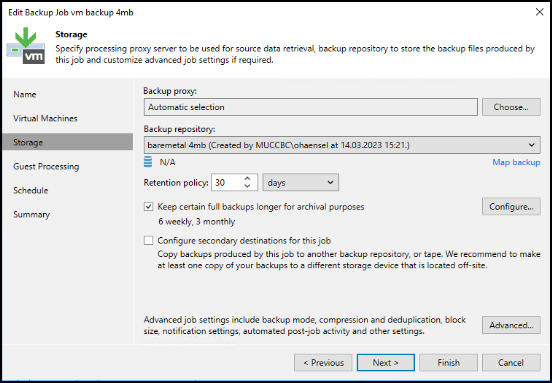 Edit Backup Job vm backup 4mb
Storage
Specify processing proxy server to be used for source data retrieval, backup repository to store the backup files produced by
this job and customize advanced job settings if required.
vm
Name
Virtual Machines
Storage
Guest Processing
Schedule
Summary
Backup proxy:
Automatic selection
Choose...
Backup repository:
baremetal 4mb (Created by MUCCBC\ohaensel at 14.03.2023 15:21.)
N/A
Map backup
Retention policy: 30 days
Keep certain full backups longer for archival purposes
Configure...
6 weekly, 3 monthly
Configure secondary destinations for this job
Copy backups produced by this job to another backup repository, or tape. We recommend to make
at least one copy of your backups to a different storage device that is located off-site.
Advanced job settings include backup mode, compression and deduplication, block
size, notification settings, automated post-job activity and other settings.
Advanced...
< Previous
Next >
Finish
Cancel